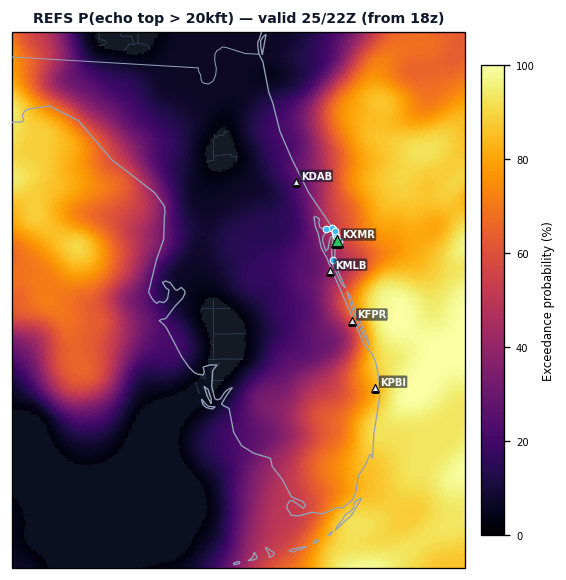 REFS P(echo top > 20kft) — valid 25/22Z (from 18z)
KDAB
KXMR
KMLB
KFPR
KPBI
100
80
60
40
20
0
Exceedance probability (%)